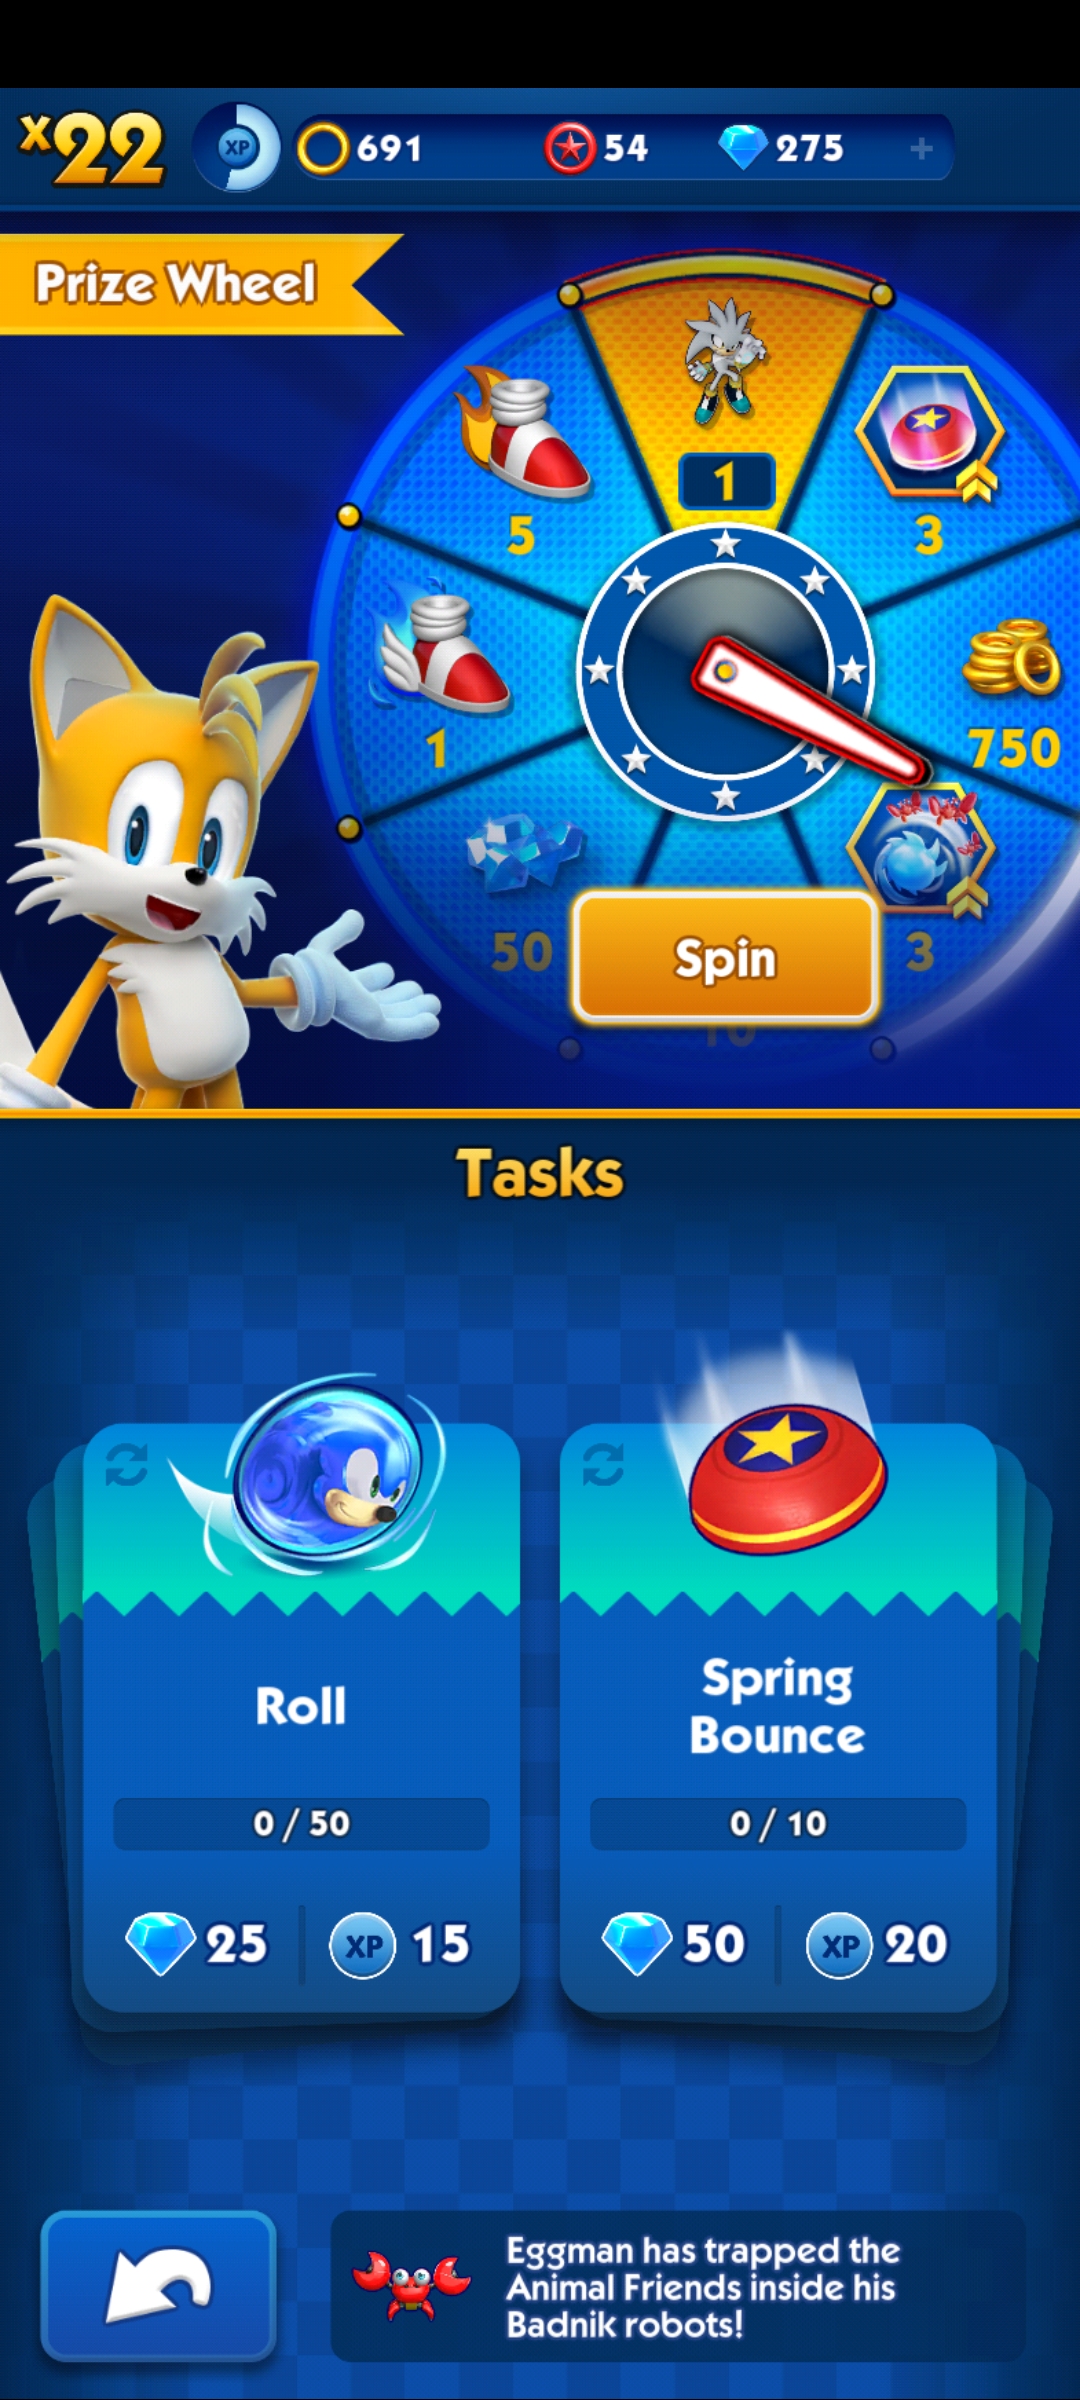 x22
XP
691
54
275
+
Prize Wheel
1
5
3
1
750
50
3
10
Spin
Tasks
Roll
0 / 50
25
XP
15
Spring
Bounce
0 / 10
50
XP
20
Eggman has trapped the
Animal Friends inside his
Badnik robots!